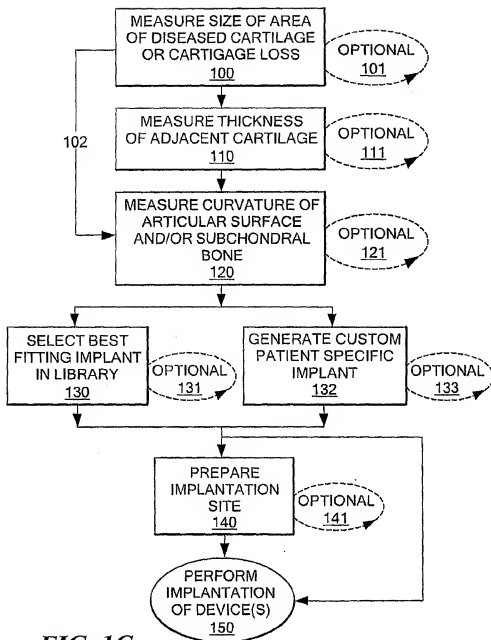 MEASURE SIZE OF AREA
OF DISEASED CARTILAGE
OR CARTIGAGE LOSS
100
OPTIONAL
101
102
MEASURE THICKNESS
OF ADJACENT CARTILAGE
110
OPTIONAL
111
MEASURE CURVATURE OF
ARTICULAR SURFACE
AND/OR SUBCHONDRAL
BONE
120
OPTIONAL
121
SELECT BEST
FITTING IMPLANT
IN LIBRARY
130
OPTIONAL
131
GENERATE CUSTOM
PATIENT SPECIFIC
IMPLANT
132
OPTIONAL
133
PREPARE
IMPLANTATION
SITE
140
OPTIONAL
141
PERFORM
IMPLANTATION
OF DEVICE(S)
150